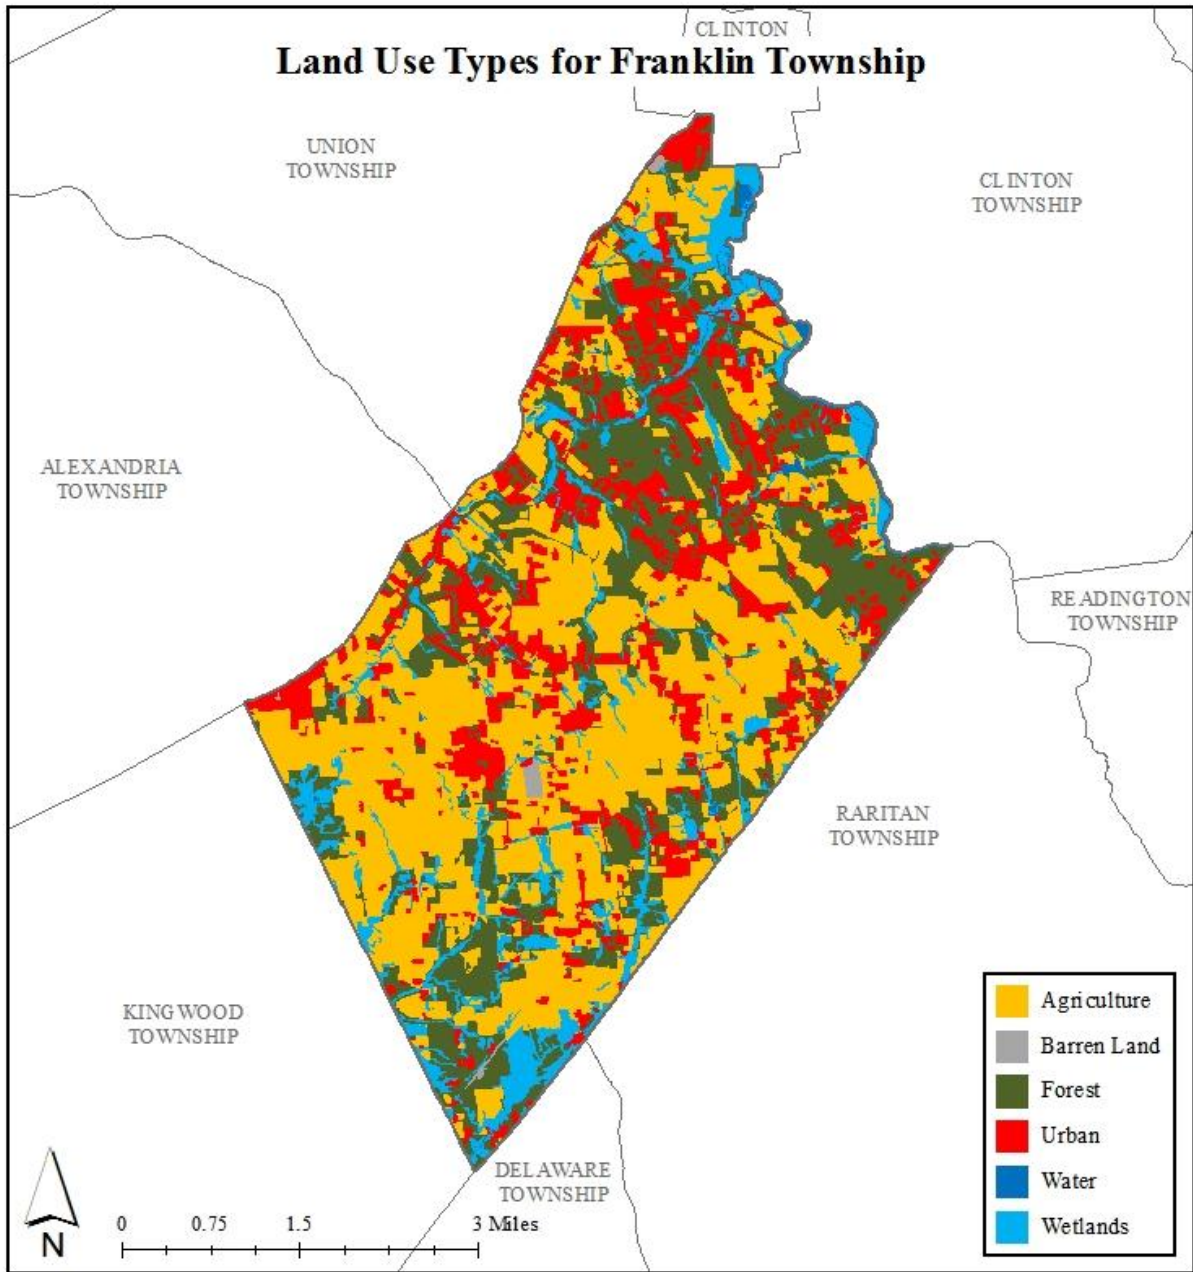 CLINTON
Land Use Types for Franklin Township
UNION
TOWNSHIP
CLINTON
TOWNSHIP
ALEXANDRIA
TOWNSHIP
READINGTON
TOWNSHIP
RARITAN
TOWNSHIP
KINGWOOD
TOWNSHIP
DELAWARE
TOWNSHIP
Agriculture
Barren Land
Forest
Urban
Water
Wetlands
N
0 0.75 1.5 3 Miles